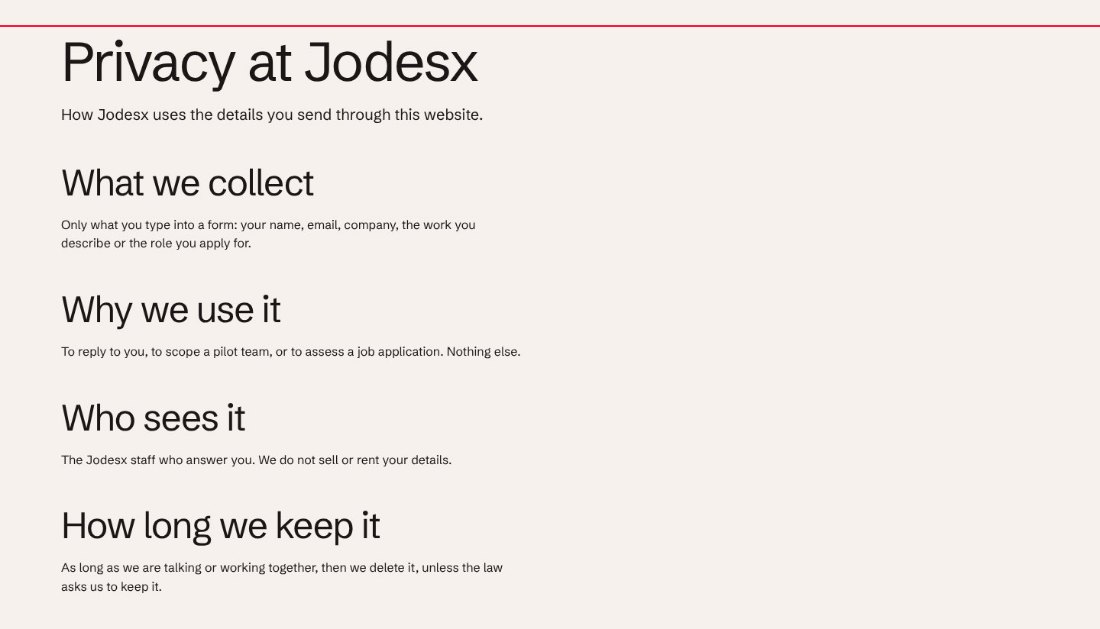 Privacy at Jodesx
How Jodesx uses the details you send through this website.
What we collect
Only what you type into a form: your name, email, company, the work you
describe or the role you apply for.
Why we use it
To reply to you, to scope a pilot team, or to assess a job application. Nothing else.
Who sees it
The Jodesx staff who answer you. We do not sell or rent your details.
How long we keep it
As long as we are talking or working together, then we delete it, unless the law
asks us to keep it.